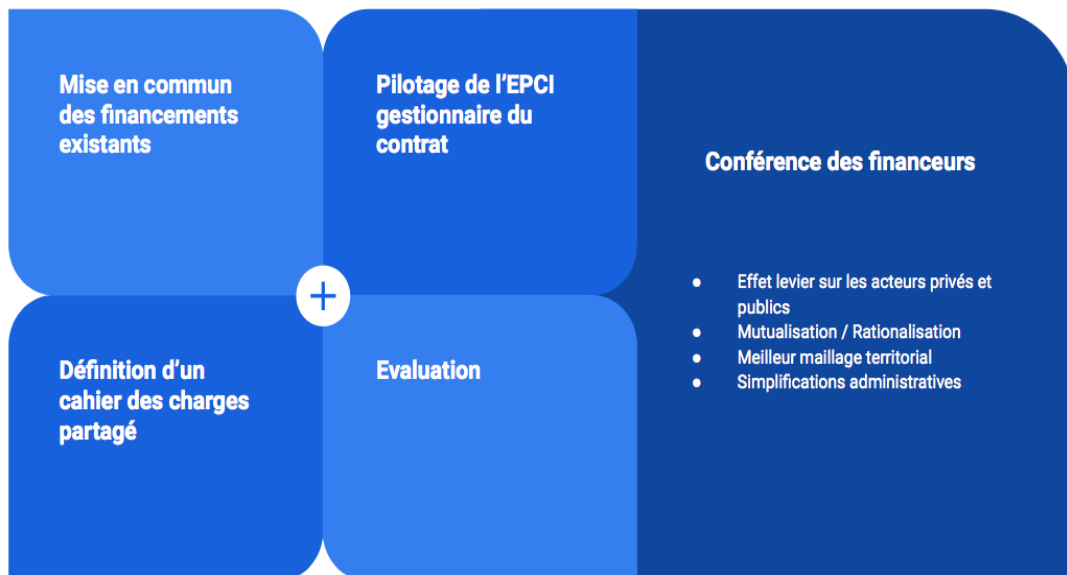 Mise en commun
des financements
existants
Pilotage de l’EPCI
gestionnaire du
contrat
Définition d’un
cahier des charges
partagé
Evaluation
Conférence des financeurs
● Effet levier sur les acteurs privés et
publics
● Mutualisation / Rationalisation
● Meilleur maillage territorial
● Simplifications administratives